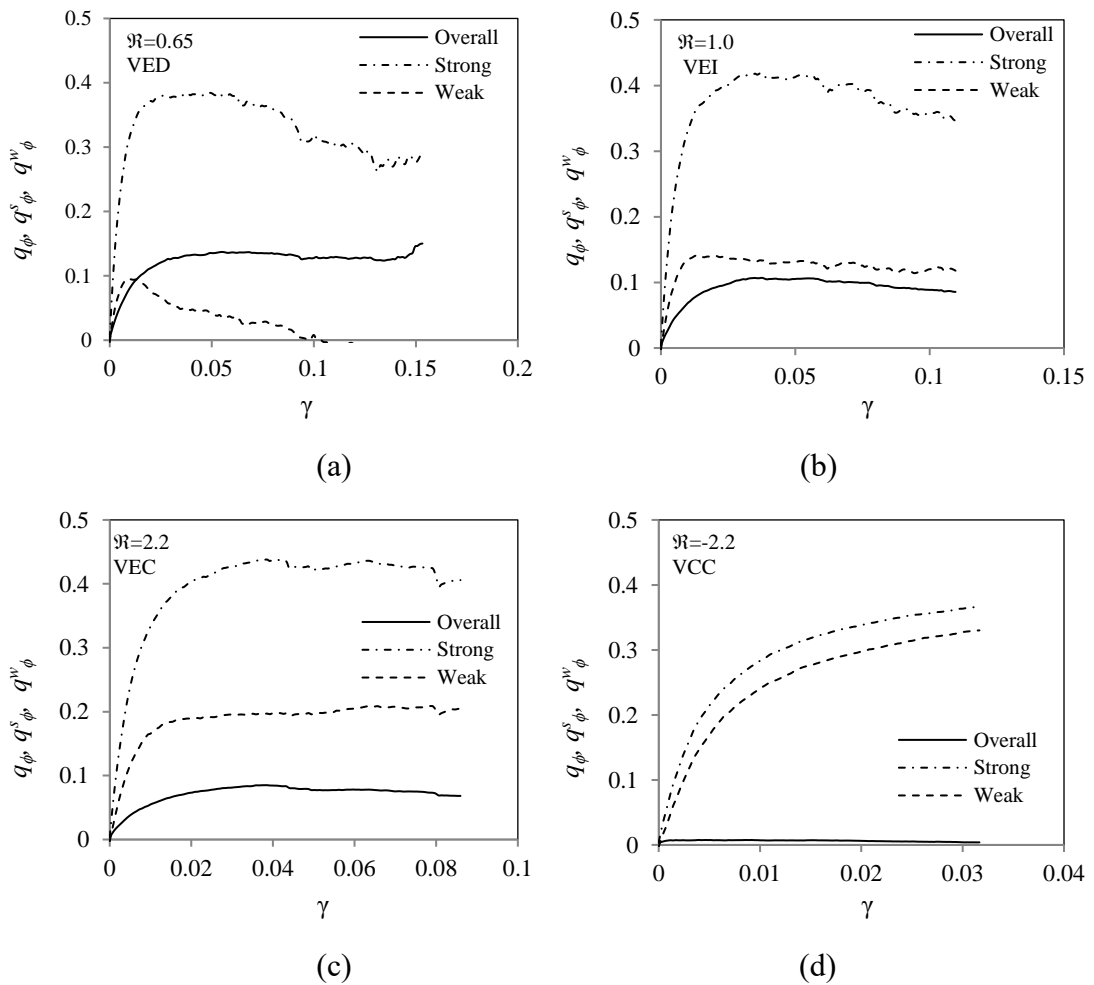 ℜ=0.65
VED
Overall
Strong
Weak
0.5
0.4
0.3
0.2
0.1
0
qϕ, qˢϕ, qʷϕ
0 0.05 0.1 0.15 0.2
γ
(a)
ℜ=1.0
VEI
Overall
Strong
Weak
0.5
0.4
0.3
0.2
0.1
0
qϕ, qˢϕ, qʷϕ
0 0.05 0.1 0.15
γ
(b)
ℜ=2.2
VEC
Overall
Strong
Weak
0.5
0.4
0.3
0.2
0.1
0
qϕ, qˢϕ, qʷϕ
0 0.02 0.04 0.06 0.08 0.1
γ
(c)
ℜ=-2.2
VCC
Overall
Strong
Weak
0.5
0.4
0.3
0.2
0.1
0
qϕ, qˢϕ, qʷϕ
0 0.01 0.02 0.03 0.04
γ
(d)